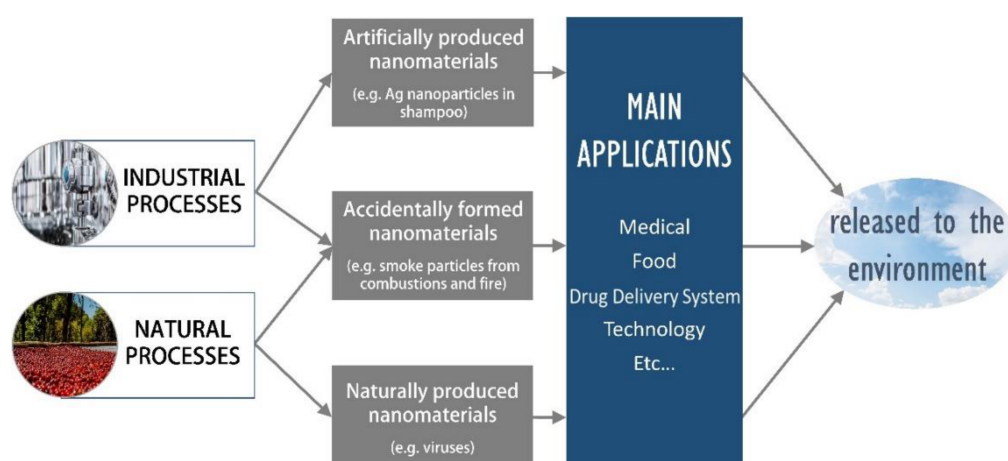 INDUSTRIAL
PROCESSES
NATURAL
PROCESSES
Artificially produced
nanomaterials
(e.g. Ag nanoparticles in
shampoo)
Accidentally formed
nanomaterials
(e.g. smoke particles from
combustions and fire)
Naturally produced
nanomaterials
(e.g. viruses)
MAIN
APPLICATIONS
Medical
Food
Drug Delivery System
Technology
Etc...
released to the
environment